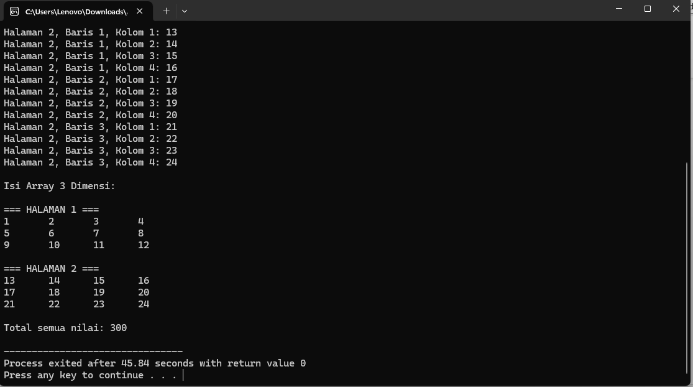 C:\Users\Lenovo\Downloads\.
Halaman 2, Baris 1, Kolom 1: 13
Halaman 2, Baris 1, Kolom 2: 14
Halaman 2, Baris 1, Kolom 3: 15
Halaman 2, Baris 1, Kolom 4: 16
Halaman 2, Baris 2, Kolom 1: 17
Halaman 2, Baris 2, Kolom 2: 18
Halaman 2, Baris 2, Kolom 3: 19
Halaman 2, Baris 2, Kolom 4: 20
Halaman 2, Baris 3, Kolom 1: 21
Halaman 2, Baris 3, Kolom 2: 22
Halaman 2, Baris 3, Kolom 3: 23
Halaman 2, Baris 3, Kolom 4: 24
Isi Array 3 Dimensi:
=== HALAMAN 1 ===
1 2 3 4
5 6 7 8
9 10 11 12
=== HALAMAN 2 ===
13 14 15 16
17 18 19 20
21 22 23 24
Total semua nilai: 300
--------------------------------
Process exited after 45.84 seconds with return value 0
Press any key to continue . . .